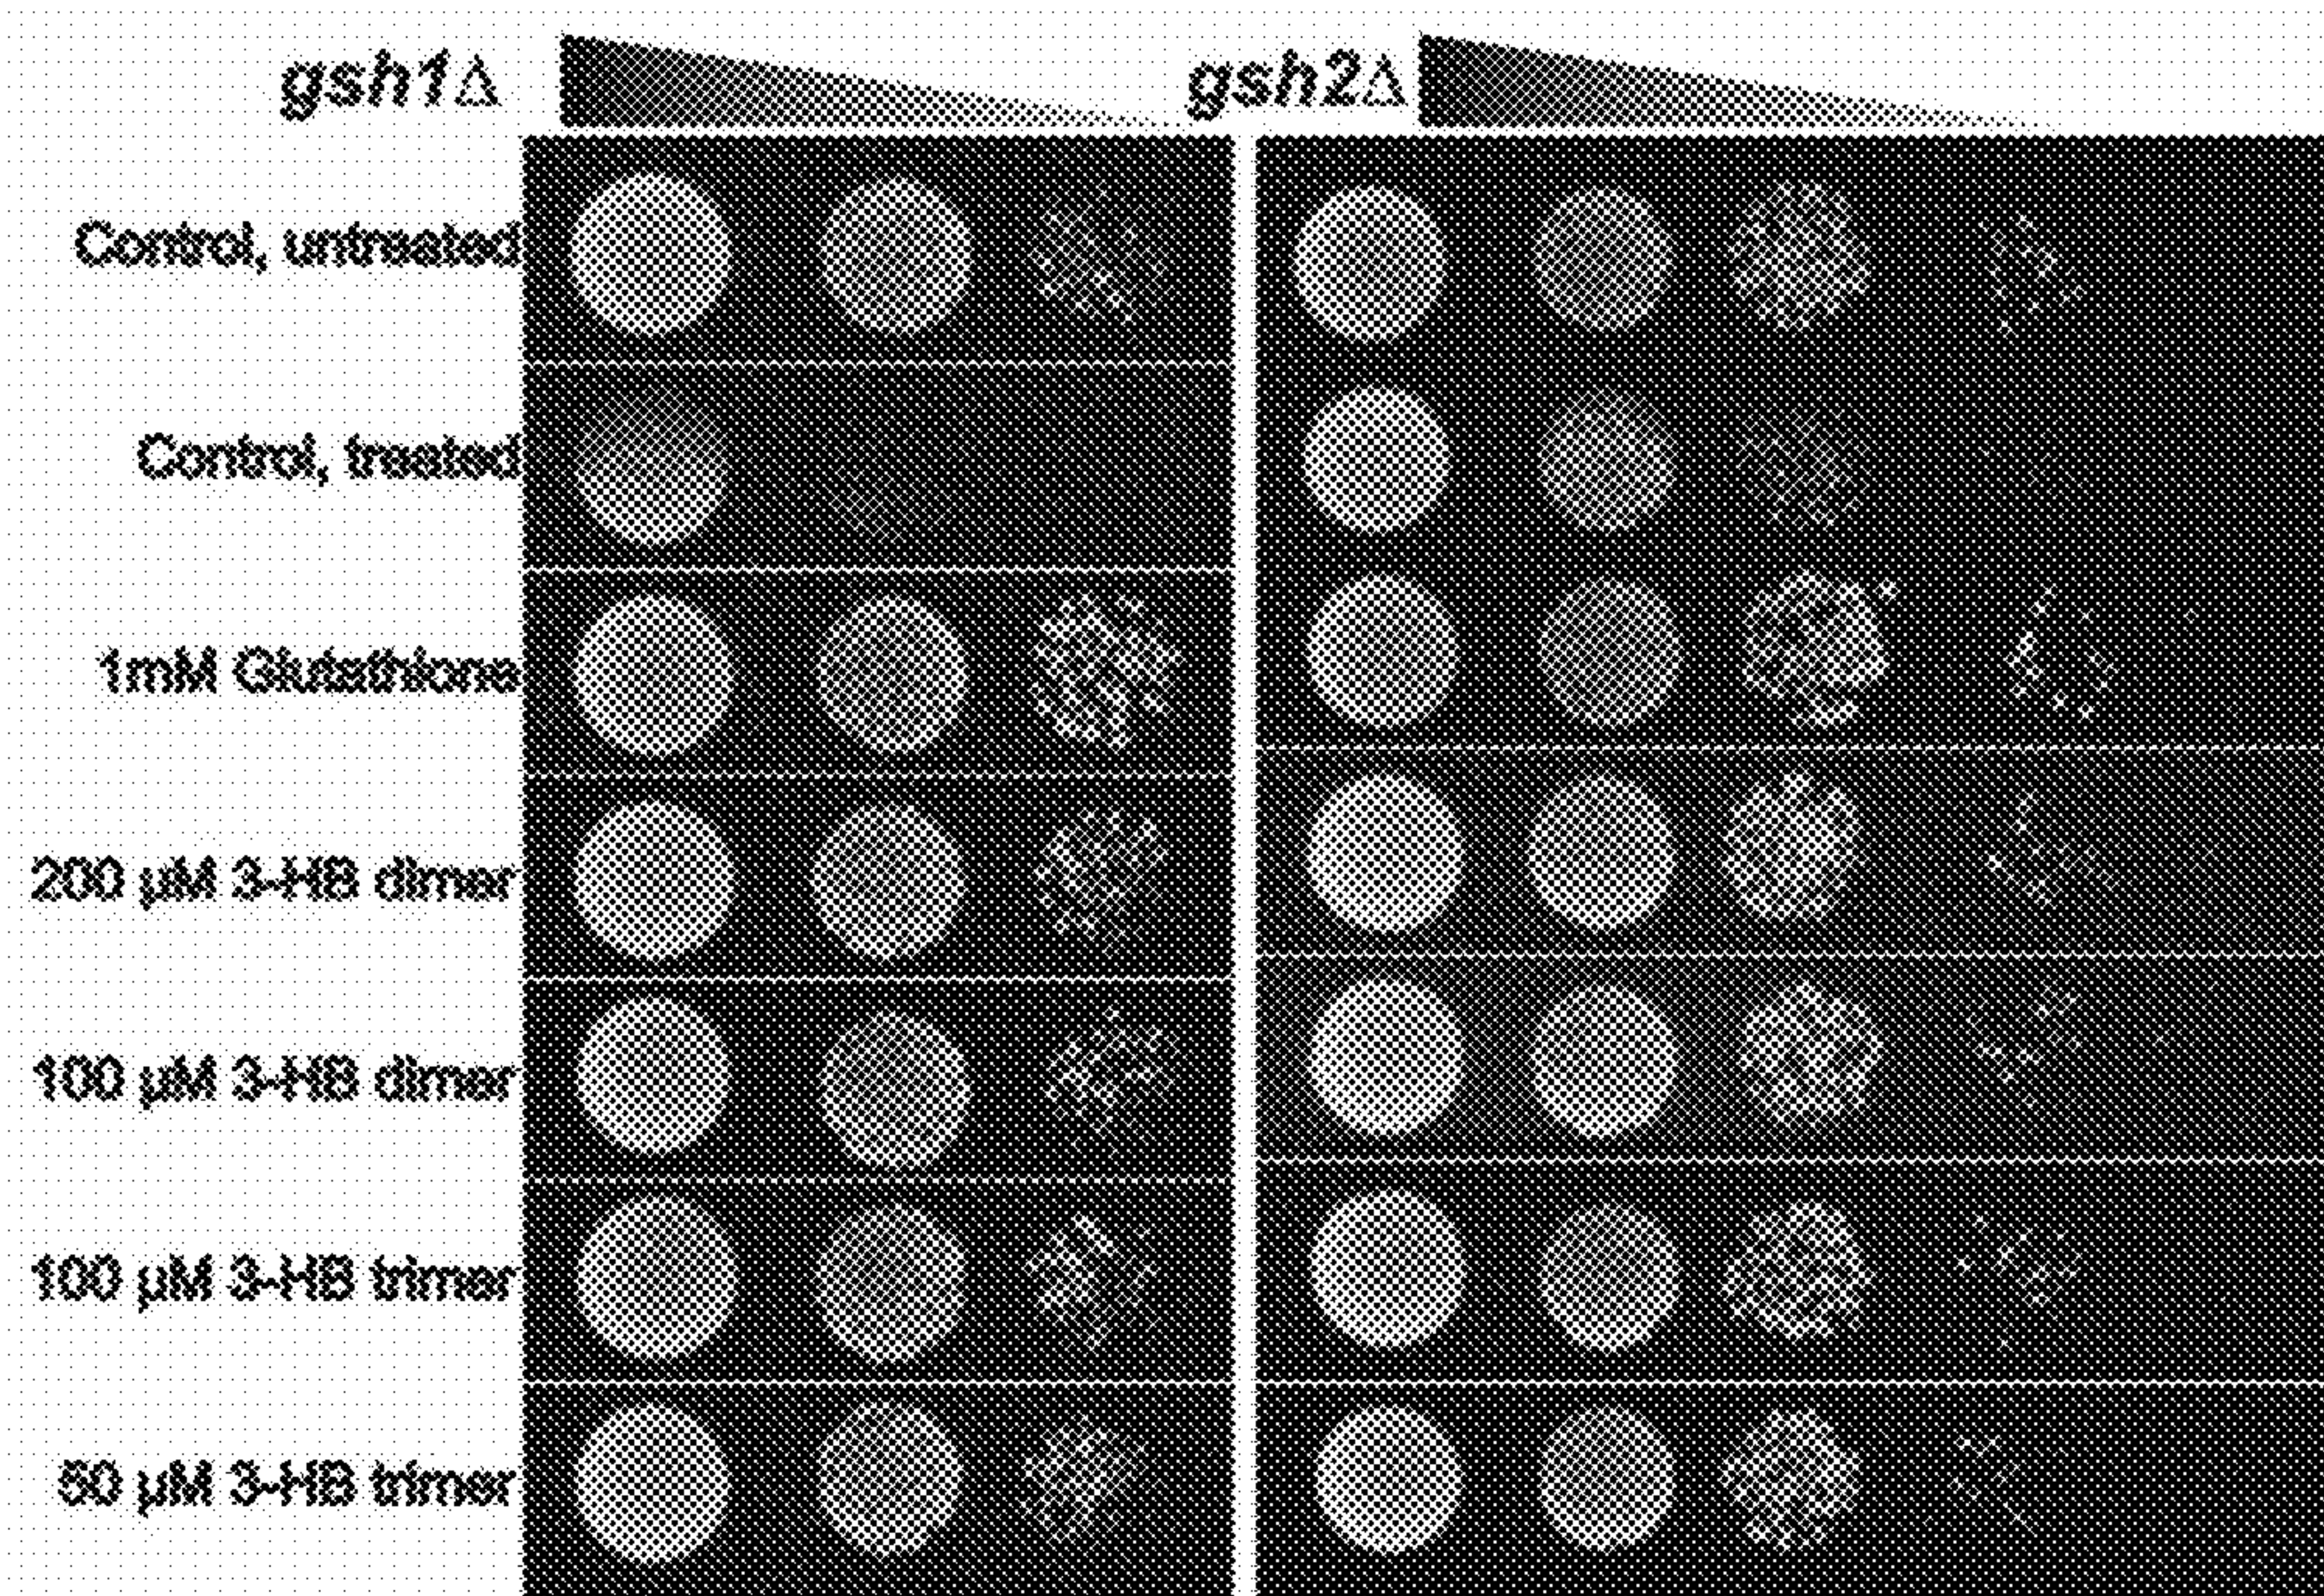 gsh1Δ gsh2Δ
Control, untreated
Control, treated
1mM Glutathione
200 µM 3-HB dimer
100 µM 3-HB dimer
100 µM 3-HB trimer
50 µM 3-HB trimer